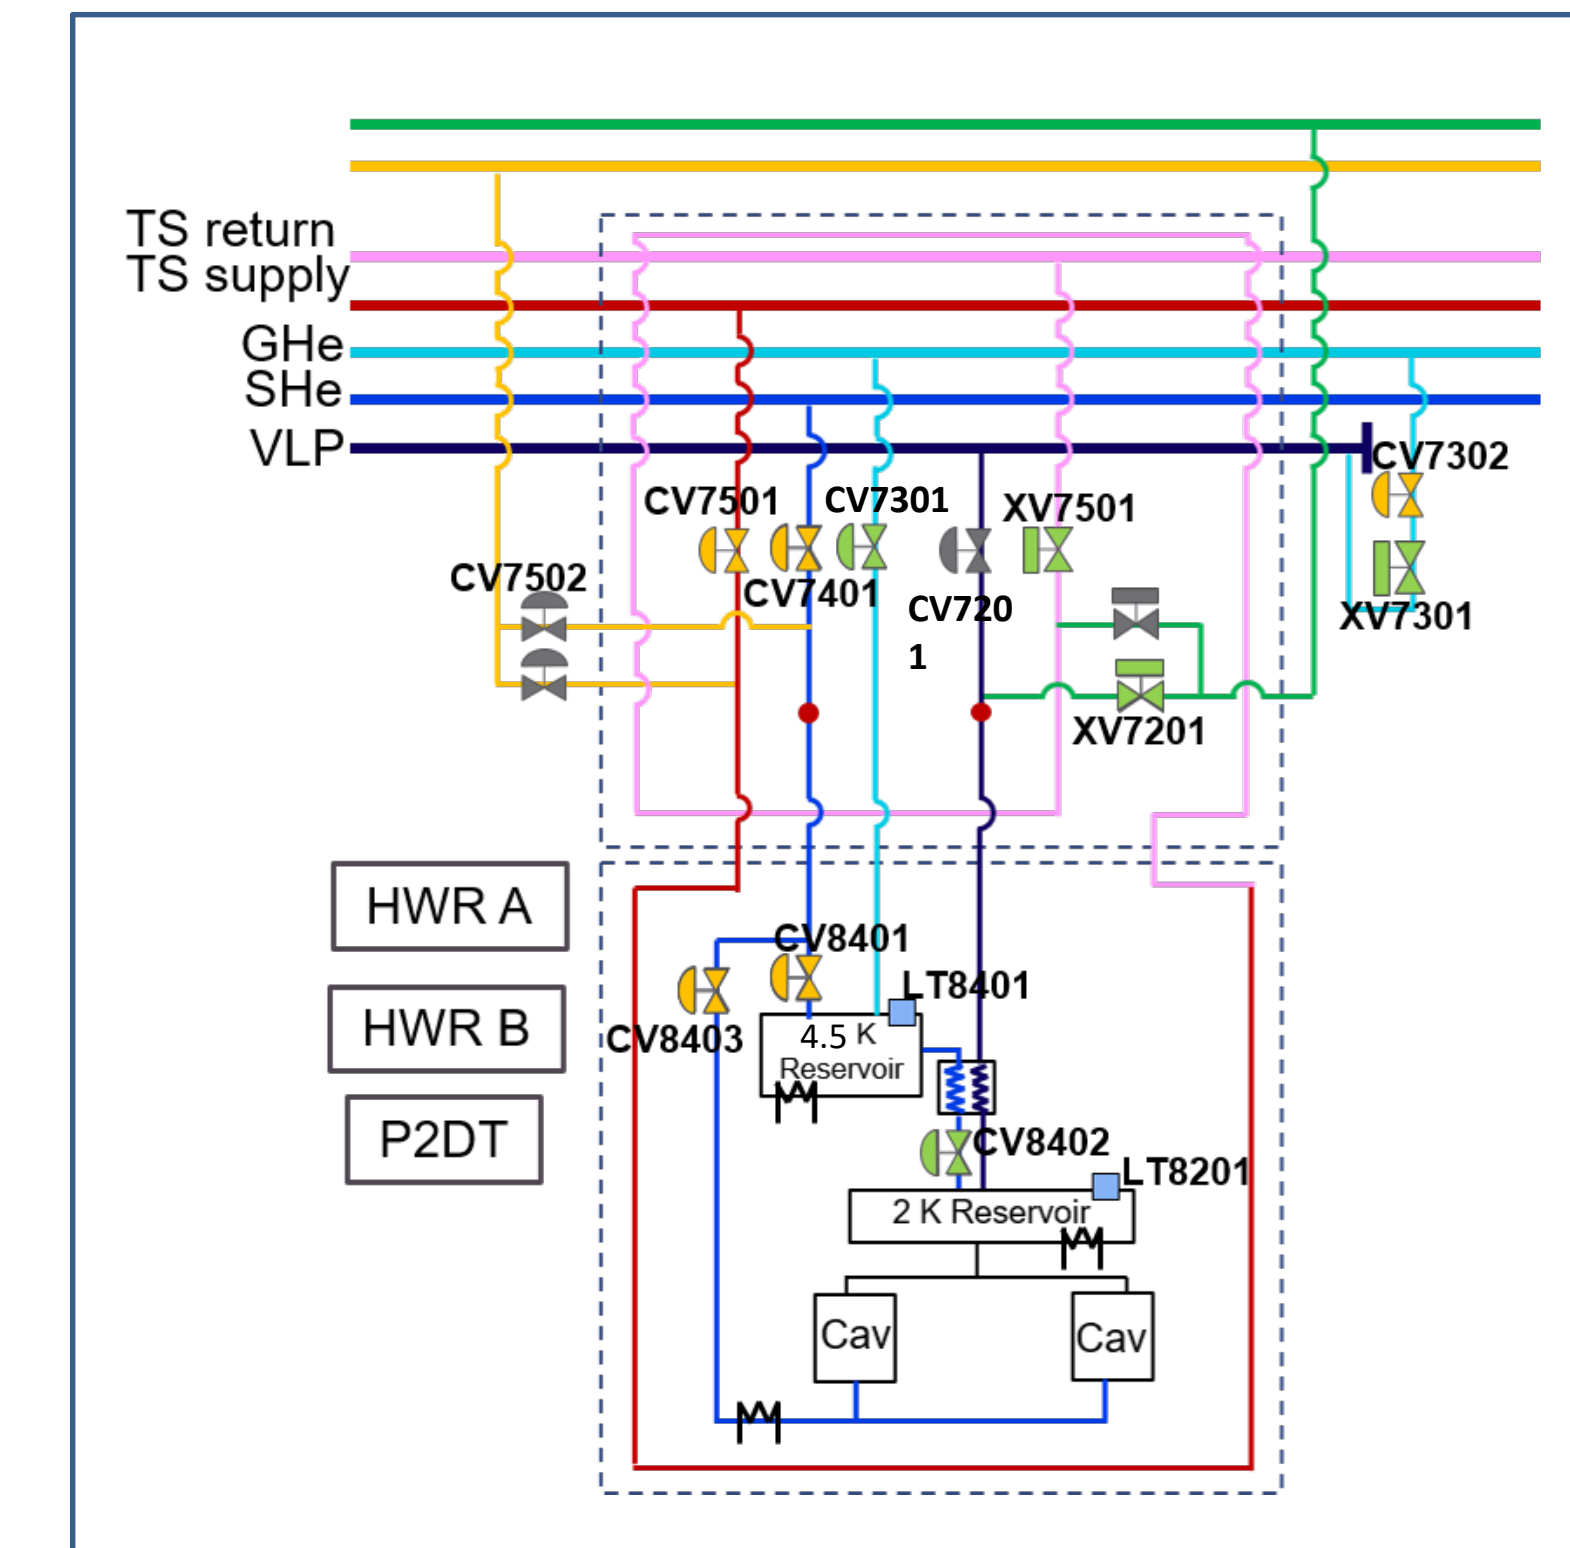 TS return
TS supply
GHe
SHe
VLP
CV7302
CV7501
CV7301
XV7501
CV7502
CV7401
CV720
1
XV7301
XV7201
HWR A
CV8401
LT8401
HWR B
CV8403
4.5 K
Reservoir
P2DT
CV8402
LT8201
2 K Reservoir
Cav
Cav